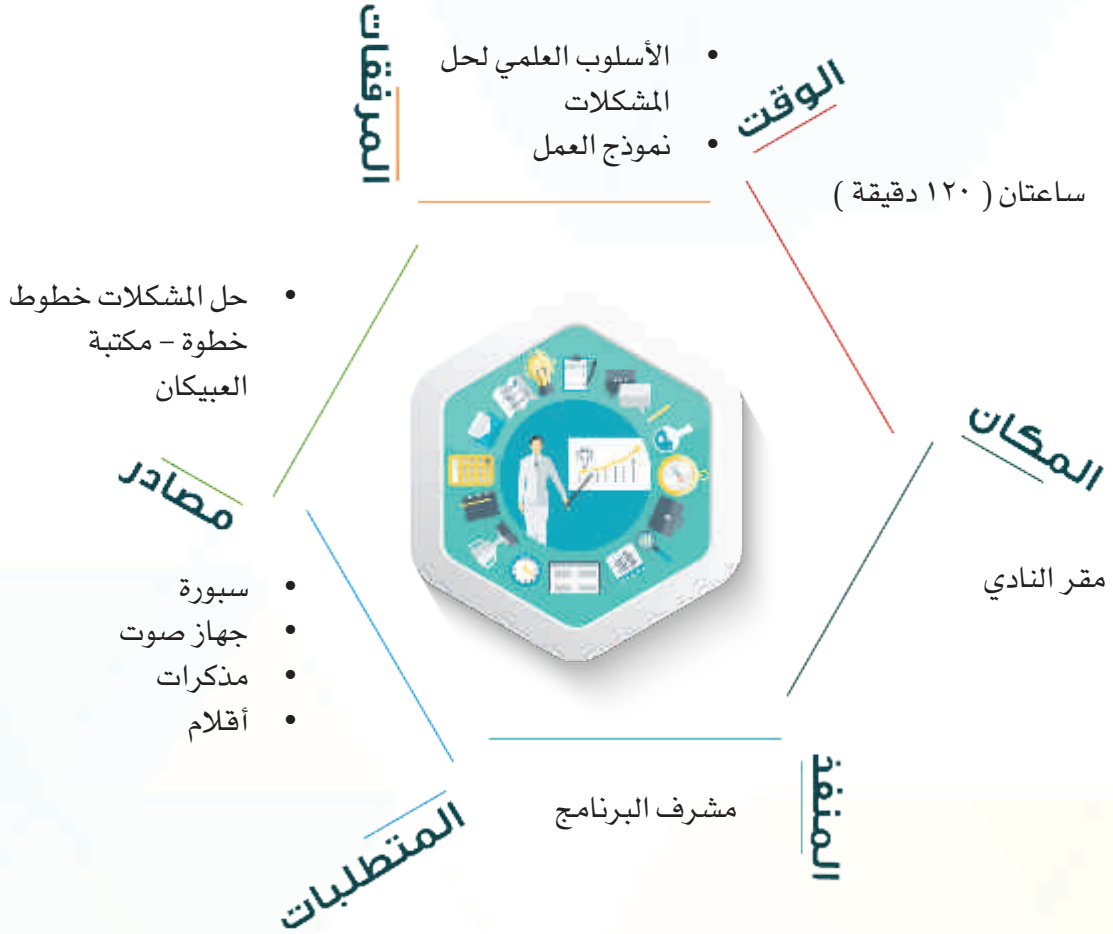 الوقت
ساعتان ( ١٢٠ دقيقة )
المكان
مقر النادي
المنفذ
مشرف البرنامج
المتطلبات
• سبورة
• جهاز صوت
• مذكرات
• أقلام
مصادر
• حل المشكلات خطوط
خطوة – مكتبة
العبيكان
المرفقات
• الأسلوب العلمي لحل
المشكلات
• نموذج العمل